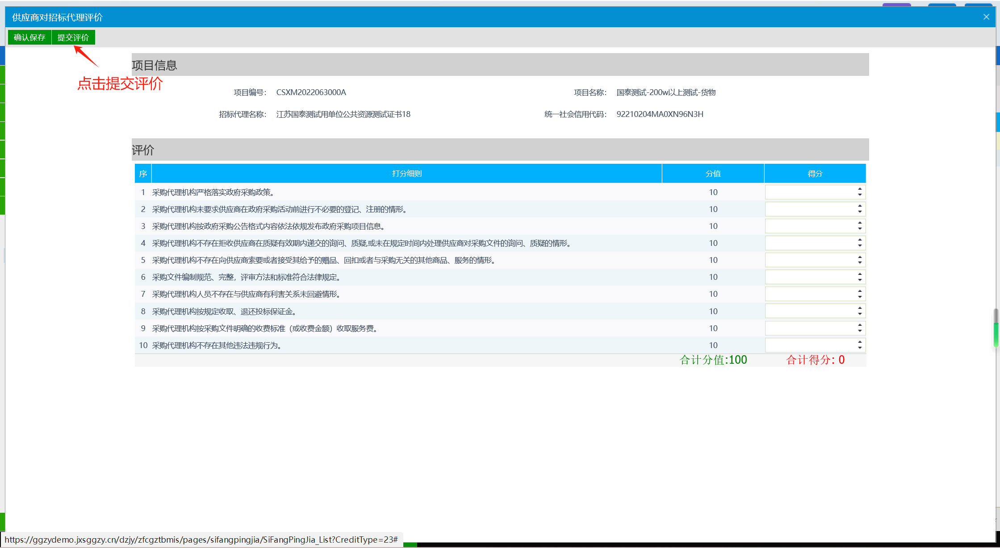 供应商对招标代理评价
确认保存 提交评价
点击提交评价
项目信息
项目编号： CSXM2022063000A 项目名称： 国泰测试-200w以上测试-货物
招标代理名称： 江苏国泰测试用单位公共资源测试证书18 统一社会信用代码： 92210204MA0XN96N3H
评价
序 打分细则 分值 得分
1 采购代理机构严格落实政府采购政策。 10
2 采购代理机构未要求供应商在政府采购活动前进行不必要的登记、注册的情形。 10
3 采购代理机构按政府采购公告格式内容依法依规发布政府采购项目信息。 10
4 采购代理机构不存在拒收供应商在质疑有效期内递交的询问、质疑,或未在规定时间内处理供应商对采购文件的询问、质疑的情形。 10
5 采购代理机构不存在向供应商索要或者接受其给予的赠品、回扣或者与采购无关的其他商品、服务的情形。 10
6 采购文件编制规范、完整，评审方法和标准符合法律规定。 10
7 采购代理机构人员不存在与供应商有利害关系未回避情形。 10
8 采购代理机构按规定收取、退还投标保证金。 10
9 采购代理机构按采购文件明确的收费标准（或收费金额）收取服务费。 10
10 采购代理机构不存在其他违法违规行为。 10
合计分值:100 合计得分: 0
https://ggzydemo.jxsggzy.cn/dzjy/zfcgztbmis/pages/sifangpingjia/SiFangPingJia_List?CreditType=23#